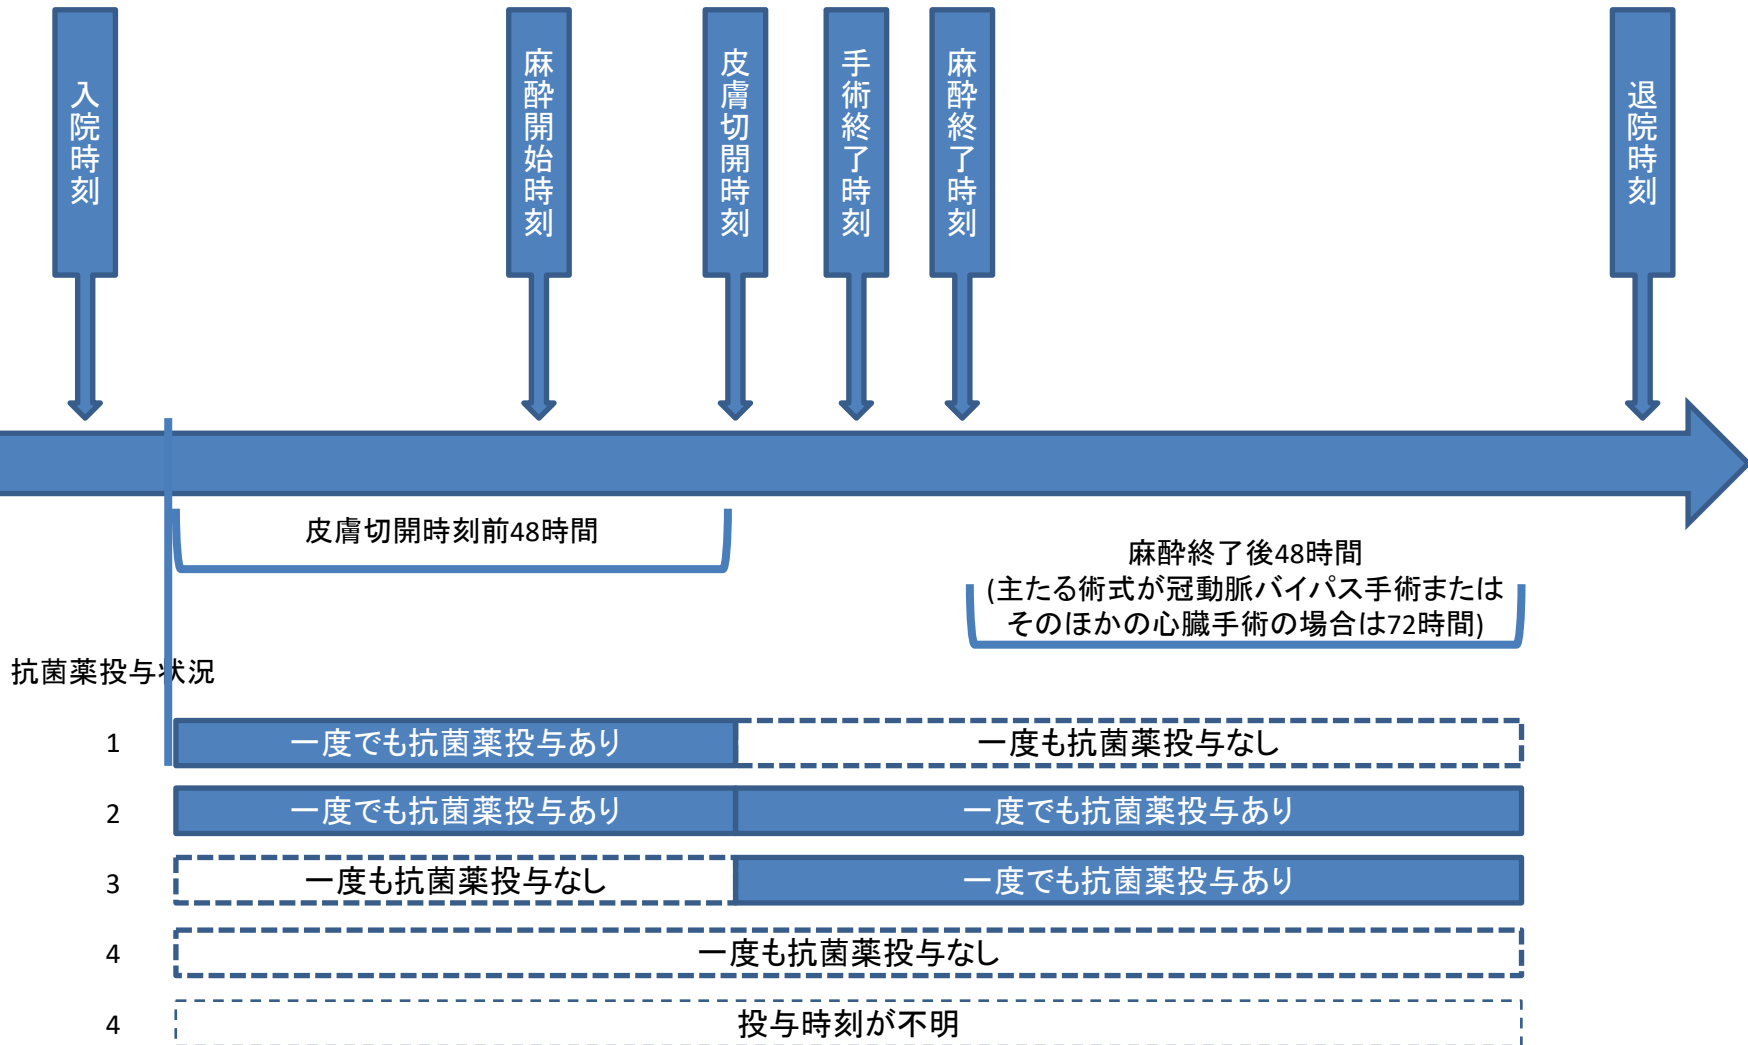 入院時刻
麻酔開始時刻
皮膚切開時刻
手術終了時刻
麻酔終了時刻
退院時刻
皮膚切開時刻前48時間
麻酔終了後48時間
(主たる術式が冠動脈バイパス手術または
そのほかの心臓手術の場合は72時間)
抗菌薬投与状況
1 一度でも抗菌薬投与あり 一度も抗菌薬投与なし
2 一度でも抗菌薬投与あり 一度でも抗菌薬投与あり
3 一度も抗菌薬投与なし 一度でも抗菌薬投与あり
4 一度も抗菌薬投与なし
4 投与時刻が不明